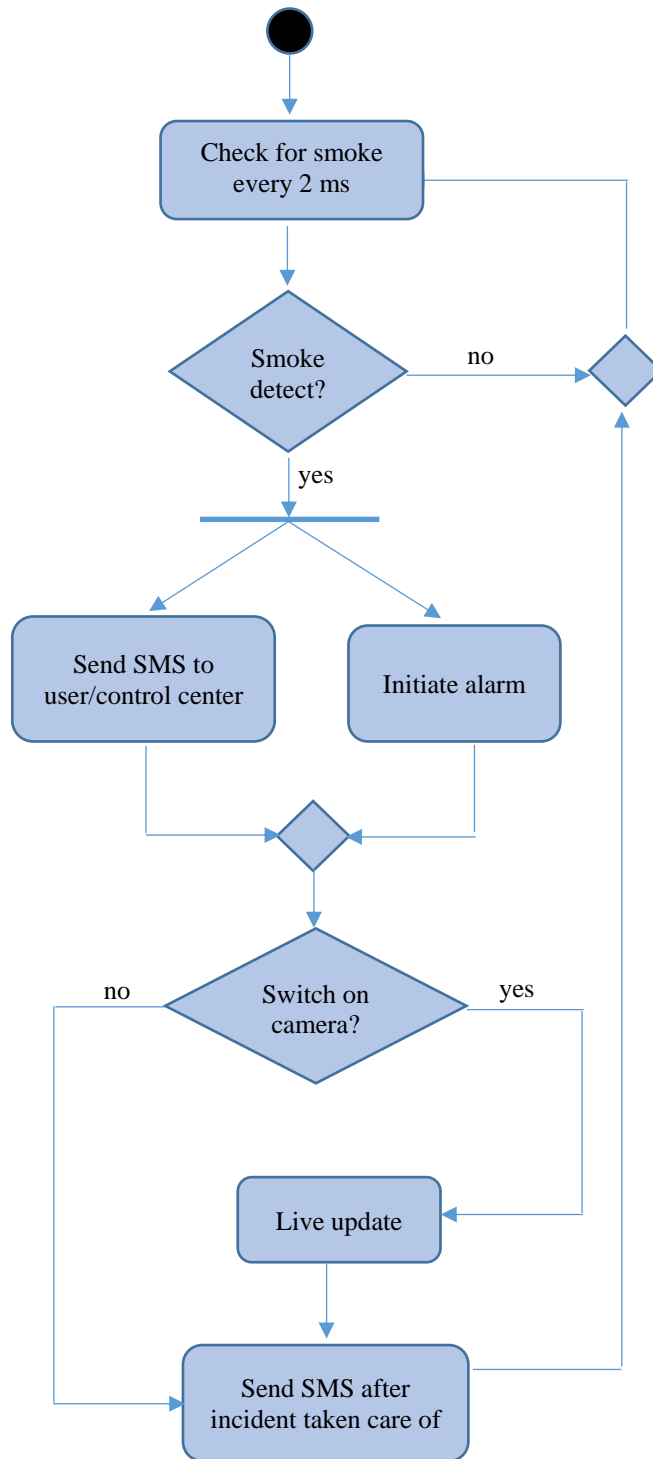 Check for smoke
every 2 ms
Smoke
detect?
no
yes
Send SMS to
user/control center
Initiate alarm
no
Switch on
camera?
yes
Live update
Send SMS after
incident taken care of